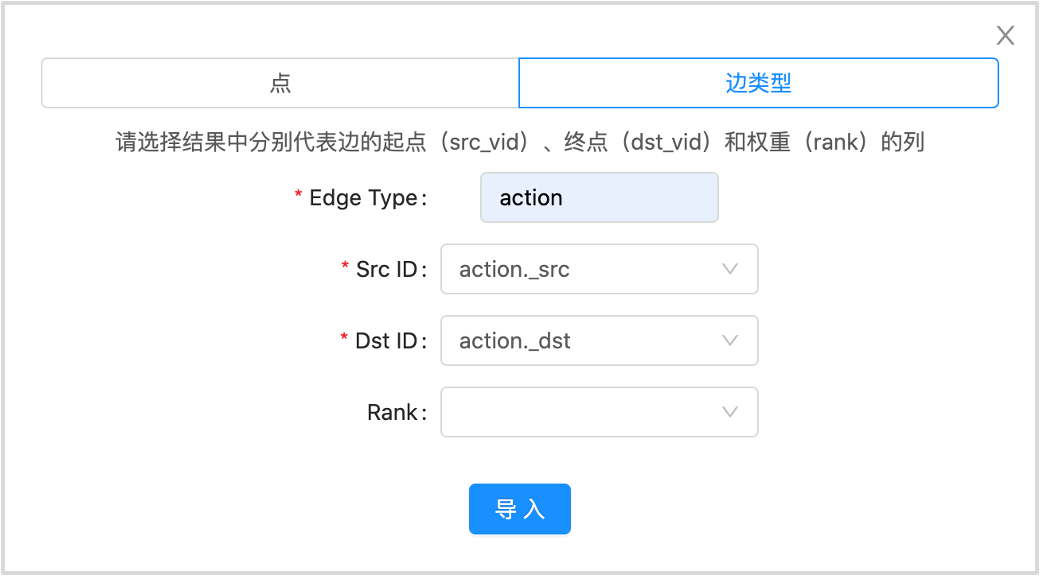 点 边类型
请选择结果中分别代表边的起点（src_vid）、终点（dst_vid）和权重（rank）的列
* Edge Type: action
* Src ID: action._src
* Dst ID: action._dst
Rank:
导 入